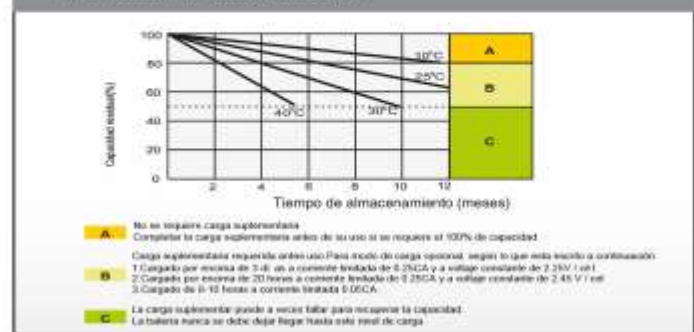 100
80
60
40
20
0
Capacidad residual(%)
10°C
25°C
30°C
40°C
A
B
C
2 4 6 8 10 12
Tiempo de almacenamiento (meses)
A
No se requiere carga suplementaria
Completar la carga suplementaria antes de su uso si se requiere el 100% de capacidad
B
Carga suplementaria requerida antes uso.Para modo de carga opcional, según lo que esta escrito a continuación:
1.Cargado por encima de 3 di as a corriente limitada de 0.25CA y a voltaje constante de 2.25V / cel
2.Cargado por encima de 20 horas a corriente limitada de 0.25CA y a voltaje constante de 2.45 V / cel
3.Cargado de 8-10 horas a corriente limitada 0.05CA
C
La carga suplementar puede a veces fallar para recuperar la capacidad.
La bateria nunca se debe dejar llegar hasta este nivel de carga